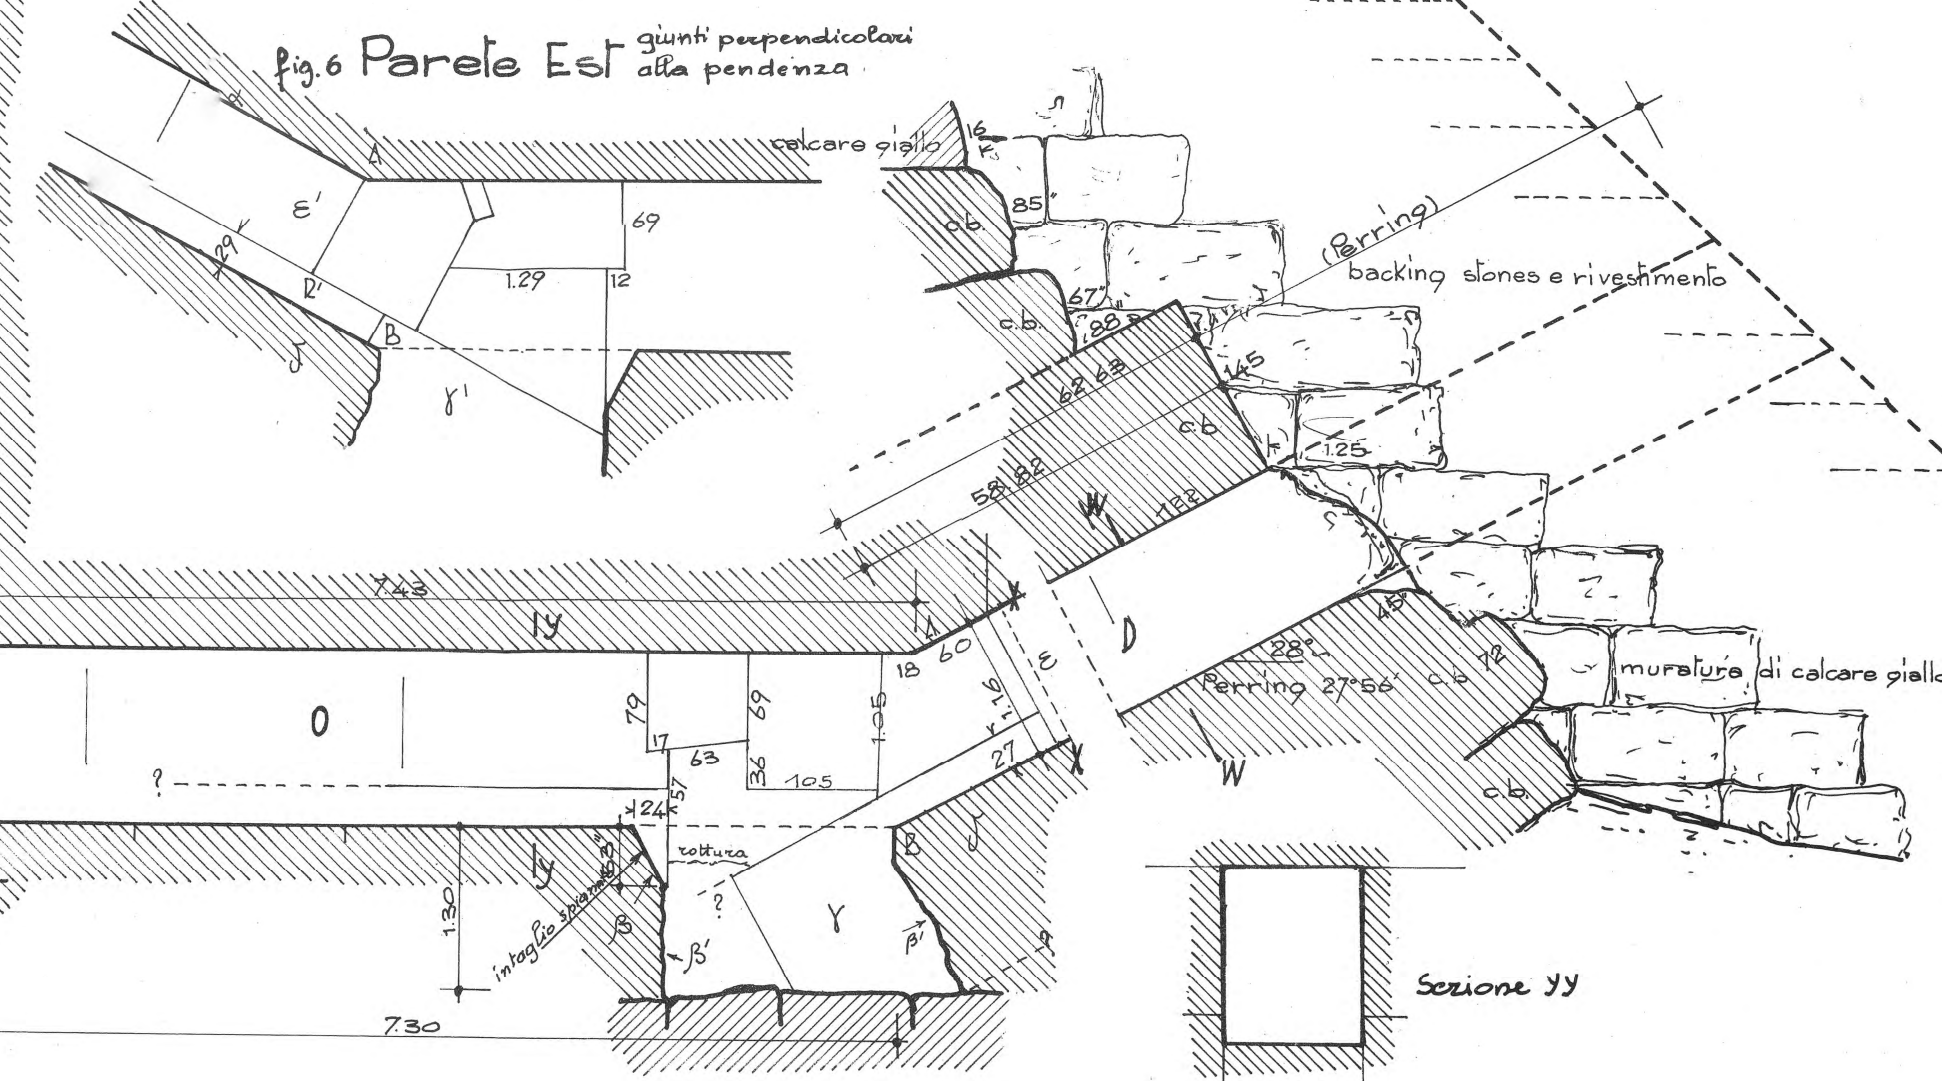 fig.6 Parete Est giunti perpendicolari
alla pendenza
calcare giallo
16
α
A
ε'
69
85"
c.b.
1.29
12
29
r
R'
B
γ'
(Perring)
backing stones e rivestimento
67"
88"
c.b.
62.63
145
c.b.
1.25
58.82
W
122
7.43
A
X
60
18
ε
D
45"
28°
Perring 27°56'
c.b.
72
muratura di calcare giallo
O
79
17
63
69
36
105
1.05
1.16
r
27
X
W
c.b.
?
24
57
63"
rottura
B
1.30
intaglio spianato
β
β'
?
γ
β'
R
7.30
Sezione yy